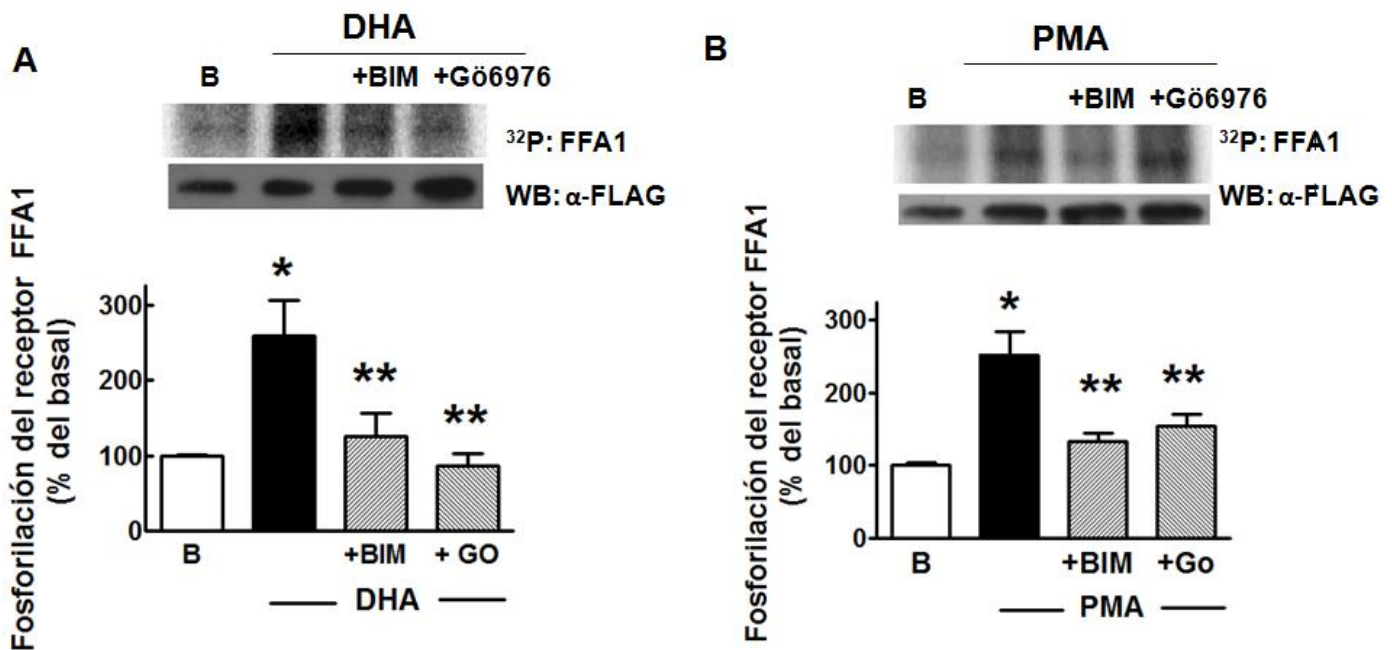 A
DHA
B +BIM +Gö6976
³²P: FFA1
WB: α-FLAG
Fosforilación del receptor FFA1
(% del basal)
300
200
100
0
*
**
**
B +BIM + GO
DHA
B
PMA
B +BIM +Gö6976
³²P: FFA1
WB: α-FLAG
Fosforilación del receptor FFA1
(% del basal)
300
200
100
0
*
**
**
B +BIM +Go
PMA